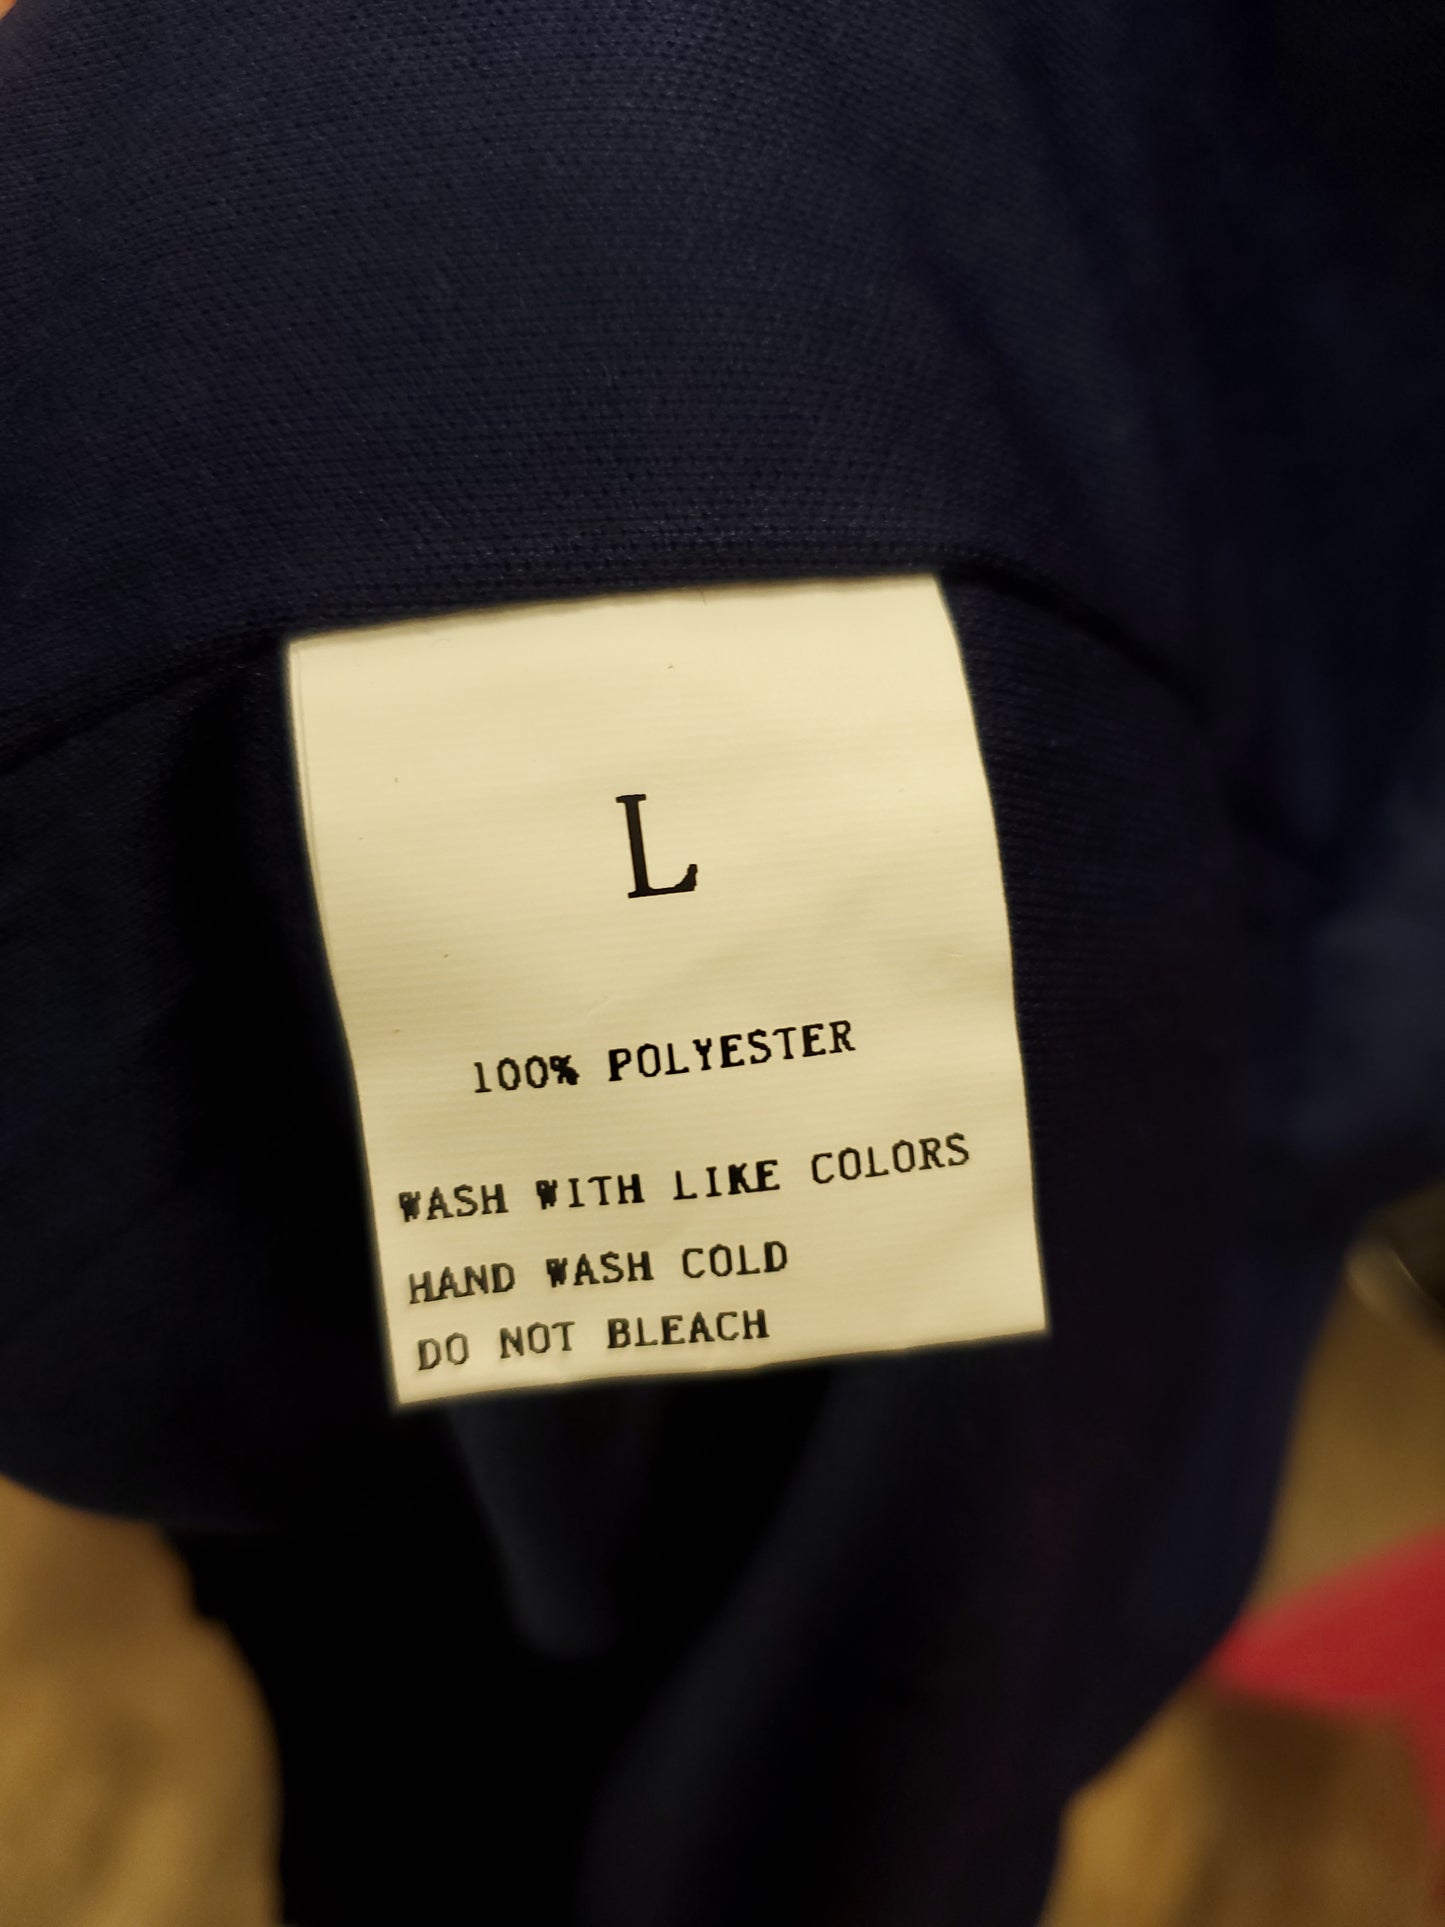 L
100% POLYESTER
WASH WITH LIKE COLORS
HAND WASH COLD
DO NOT BLEACH